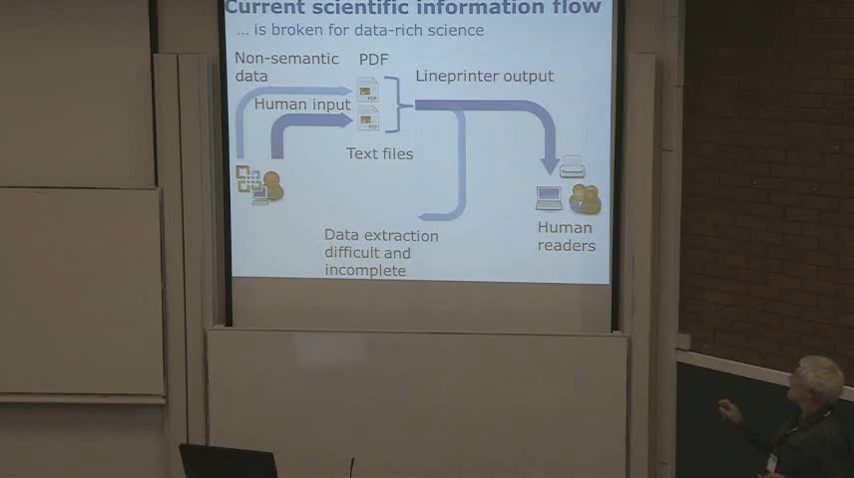 Current scientific information flow
... is broken for data-rich science
Non-semantic
data
PDF
Lineprinter output
Human input
Text files
Data extraction
difficult and
incomplete
Human
readers